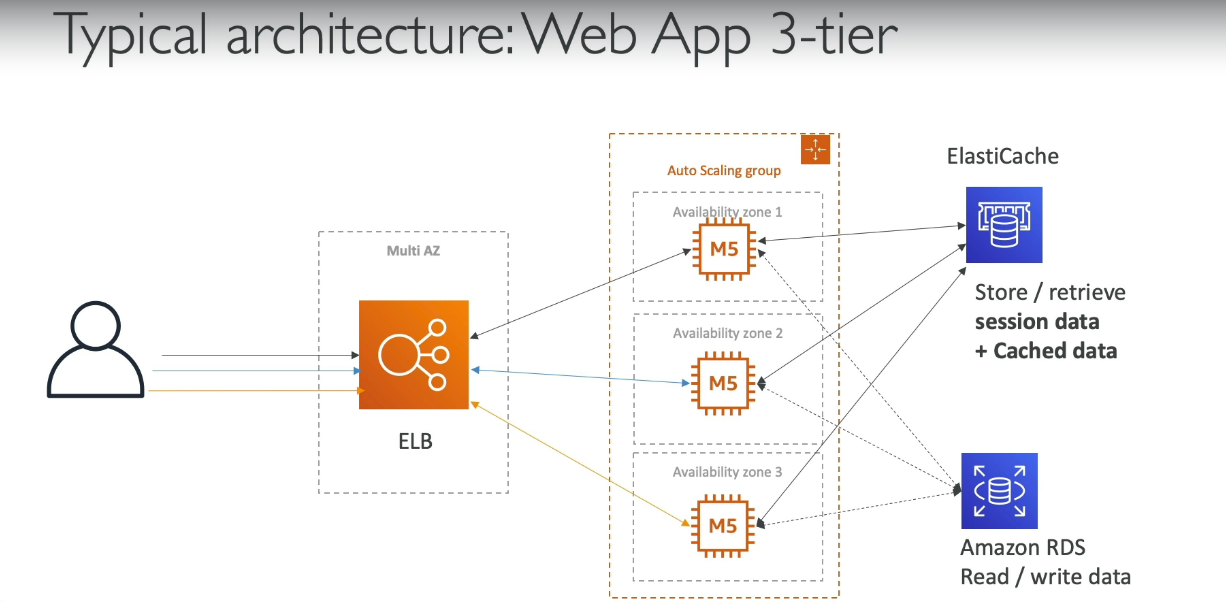 Typical architecture: Web App 3-tier
ElastiCache
Auto Scaling group
Availability zone 1
M5
Multi AZ
Store / retrieve
session data
+ Cached data
Availability zone 2
M5
ELB
Availability zone 3
M5
Amazon RDS
Read / write data